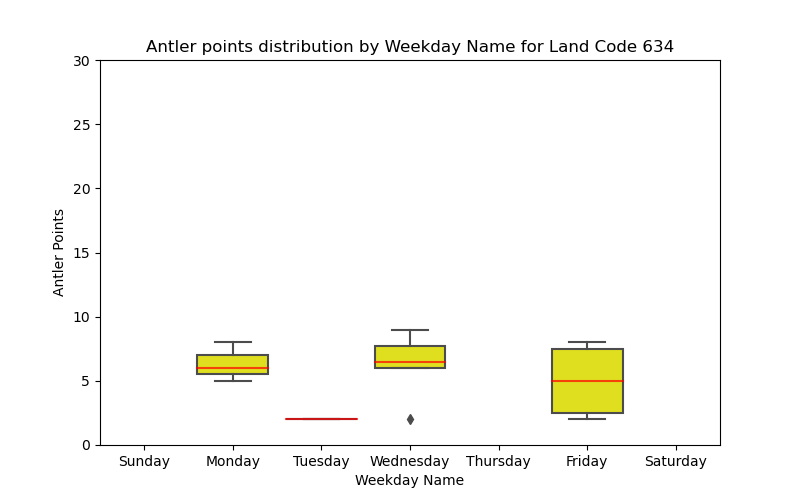 Antler points distribution by Weekday Name for Land Code 634
30
25
20
15
10
5
0
Antler Points
Sunday Monday Tuesday Wednesday Thursday Friday Saturday
Weekday Name